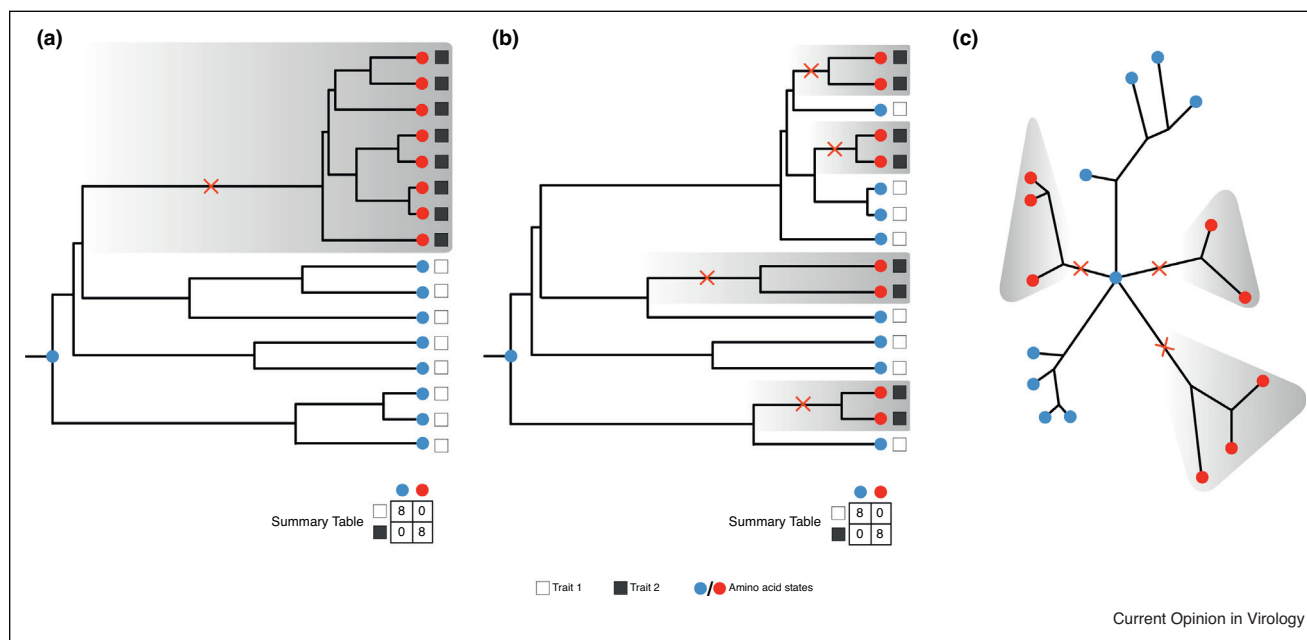 (a)
(b)
(c)
Summary Table
8 0
0 8
Summary Table
8 0
0 8
Trait 1
Trait 2
/
Amino acid states
Current Opinion in Virology